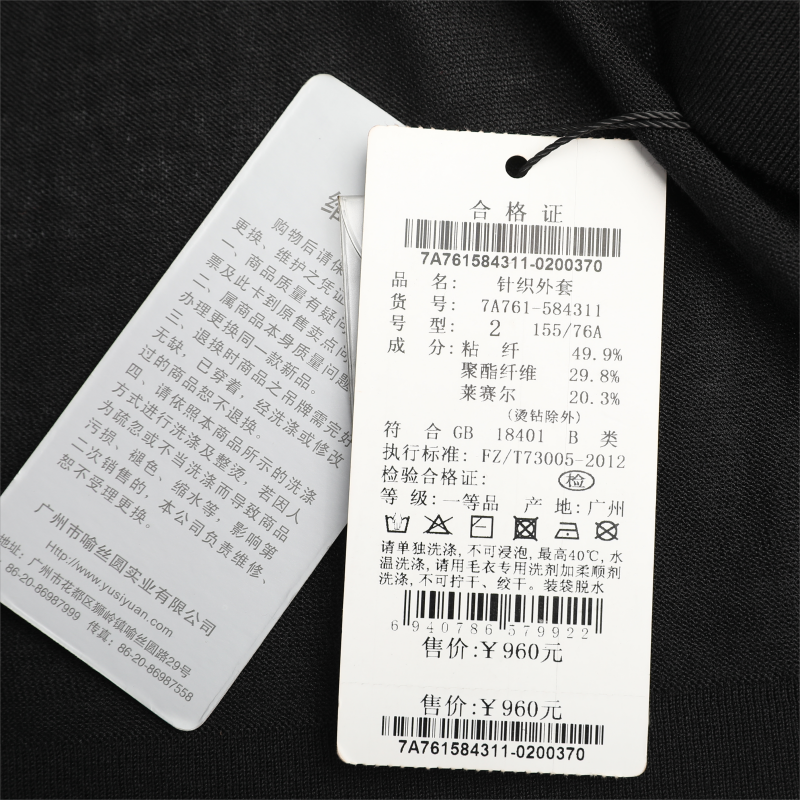 合格证
7A761584311-0200370
品 名: 针织外套
货 号: 7A761-584311
号 型: 2 155/76A
成 分:粘 纤 49.9%
聚酯纤维 29.8%
莱赛尔 20.3%
(烫钻除外)
符 合 GB 18401 B 类
执行标准: FZ/T73005-2012
检验合格证: 检
等 级:一等品 产 地:广州
请单独洗涤,不可浸泡,最高40℃,水
温洗涤,请用毛衣专用洗剂加柔顺剂
洗涤,不可拧干、绞干。装袋脱水
6940786579922
售价:¥960元
售价:¥960元
7A761584311-0200370
购物后请保
更换、维护之凭证
一、商品质量有疑问
票及此卡到原售卖点问
二、属商品本身质量问题
办理更换同一款新品。
三、退换时商品之吊牌需完好
无缺,已穿着,经洗涤或修改
过的商品恕不退换。
四、请依照本商品所示的洗涤
方式进行洗涤及整烫,若因人
为疏忽或不当洗涤而导致商品
污损、褪色、缩水等,影响第
二次销售的,本公司负责维修,
恕不受理更换。
广州市喻丝圆实业有限公司
Http://www.yusiyuan.com
地址:广州市花都区狮岭镇喻丝圆路29号
86-20-86987999 传真:86-20-86987558